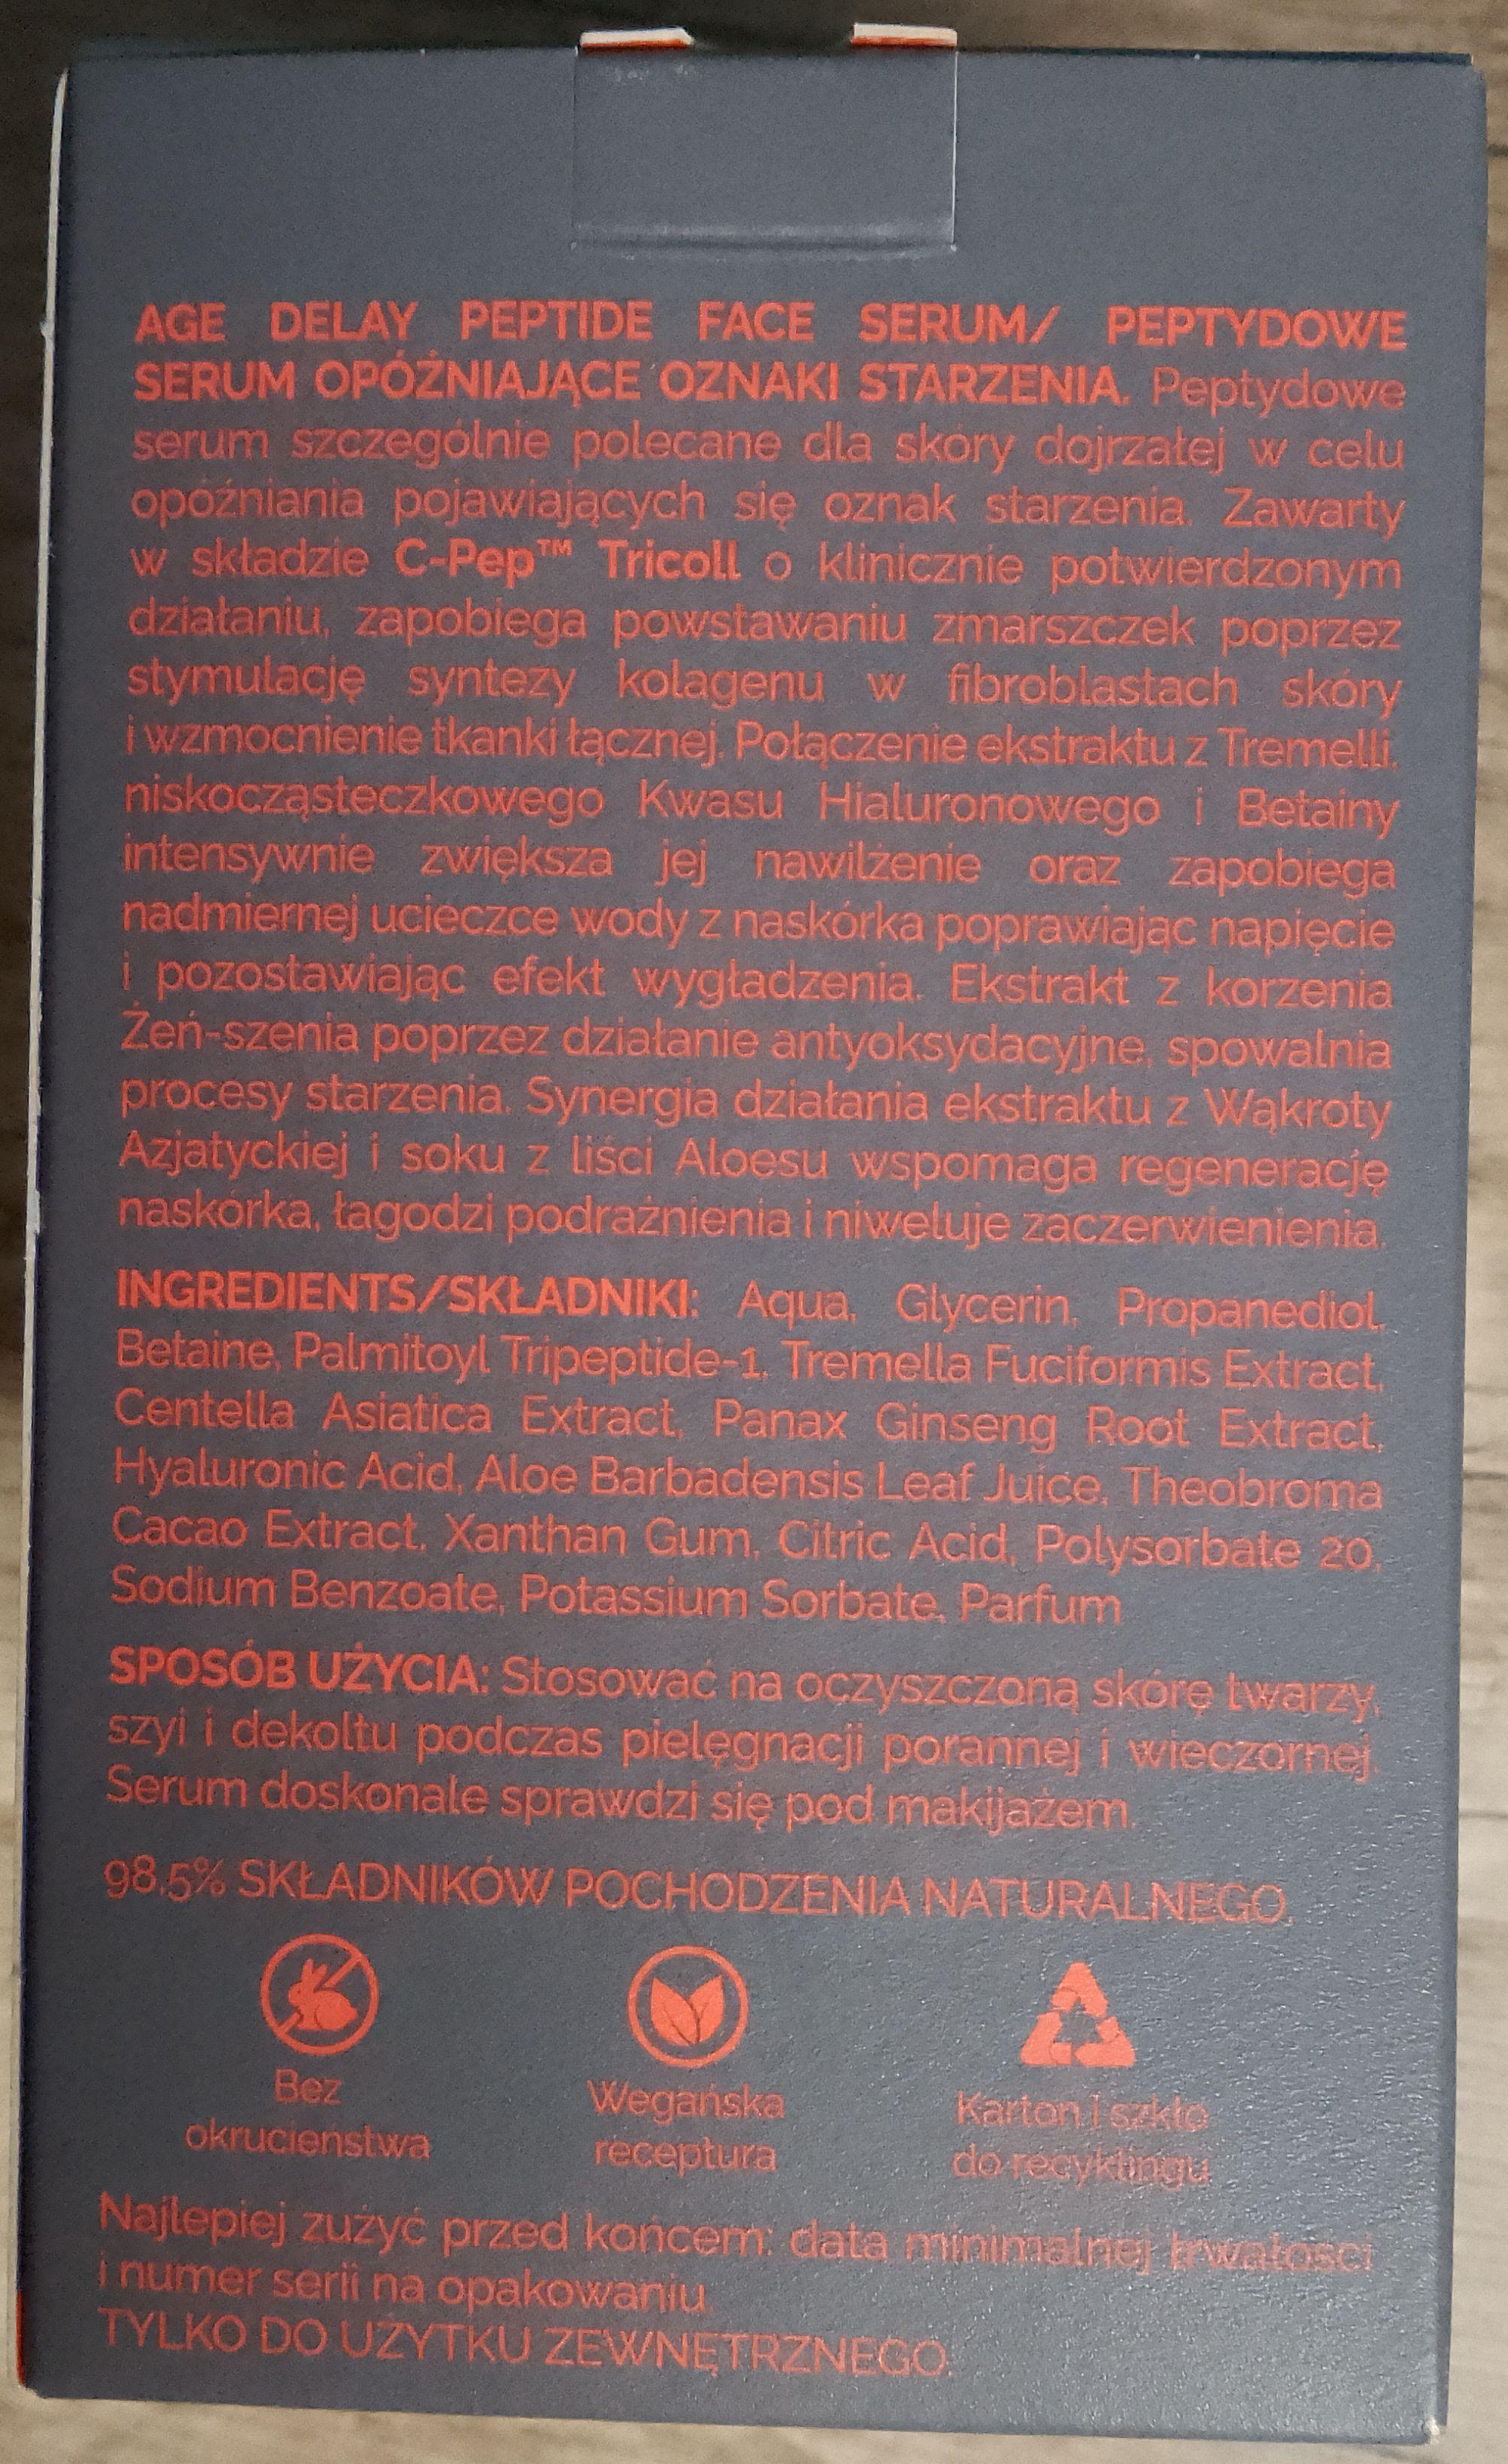 AGE DELAY PEPTIDE FACE SERUM/ PEPTYDOWE
SERUM OPÓŹNIAJĄCE OZNAKI STARZENIA. Peptydowe
serum szczególnie polecane dla skóry dojrzałej w celu
opóźniania pojawiających się oznak starzenia. Zawarty
w składzie C-Pep™ Tricoll o klinicznie potwierdzonym
działaniu, zapobiega powstawaniu zmarszczek poprzez
stymulację syntezy kolagenu w fibroblastach skóry
i wzmocnienie tkanki łącznej. Połączenie ekstraktu z Tremelli,
niskocząsteczkowego Kwasu Hialuronowego i Betainy
intensywnie zwiększa jej nawilżenie oraz zapobiega
nadmiernej ucieczce wody z naskórka poprawiając napięcie
i pozostawiając efekt wygładzenia. Ekstrakt z korzenia
Żeń-szenia poprzez działanie antyoksydacyjne, spowalnia
procesy starzenia. Synergia działania ekstraktu z Wąkroty
Azjatyckiej i soku z liści Aloesu wspomaga regenerację
naskórka, łagodzi podrażnienia i niweluje zaczerwienienia.
INGREDIENTS/SKŁADNIKI: Aqua, Glycerin, Propanediol,
Betaine, Palmitoyl Tripeptide-1, Tremella Fuciformis Extract,
Centella Asiatica Extract, Panax Ginseng Root Extract,
Hyaluronic Acid, Aloe Barbadensis Leaf Juice, Theobroma
Cacao Extract, Xanthan Gum, Citric Acid, Polysorbate 20,
Sodium Benzoate, Potassium Sorbate, Parfum
SPOSÓB UŻYCIA: Stosować na oczyszczoną skórę twarzy,
szyi i dekoltu podczas pielęgnacji porannej i wieczornej.
Serum doskonale sprawdzi się pod makijażem.
98,5% SKŁADNIKÓW POCHODZENIA NATURALNEGO.
Bez
okrucieństwa
Wegańska
receptura
Karton i szkło
do recyklingu
Najlepiej zużyć przed końcem: data minimalnej trwałości
i numer serii na opakowaniu.
TYLKO DO UŻYTKU ZEWNĘTRZNEGO.